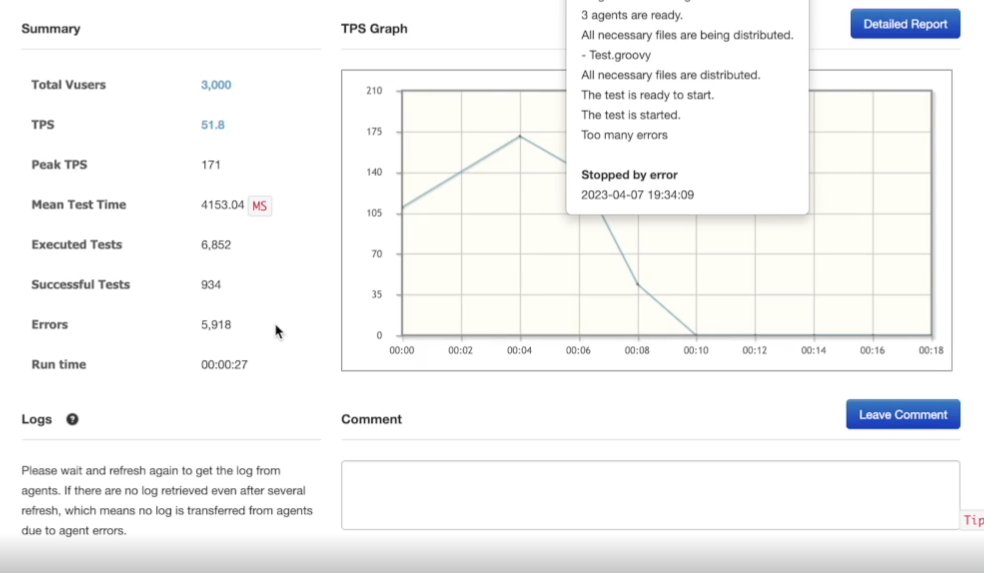 Summary
Total Vusers 3,000
TPS 51.8
Peak TPS 171
Mean Test Time 4153.04 MS
Executed Tests 6,852
Successful Tests 934
Errors 5,918
Run time 00:00:27
TPS Graph
Detailed Report
3 agents are ready.
All necessary files are being distributed.
- Test.groovy
All necessary files are distributed.
The test is ready to start.
The test is started.
Too many errors
Stopped by error
2023-04-07 19:34:09
210
175
140
105
70
35
0
00:00 00:02 00:04 00:06 00:08 00:10 00:12 00:14 00:16 00:18
Logs ?
Please wait and refresh again to get the log from
agents. If there are no log retrieved even after several
refresh, which means no log is transferred from agents
due to agent errors.
Comment
Leave Comment
Tip